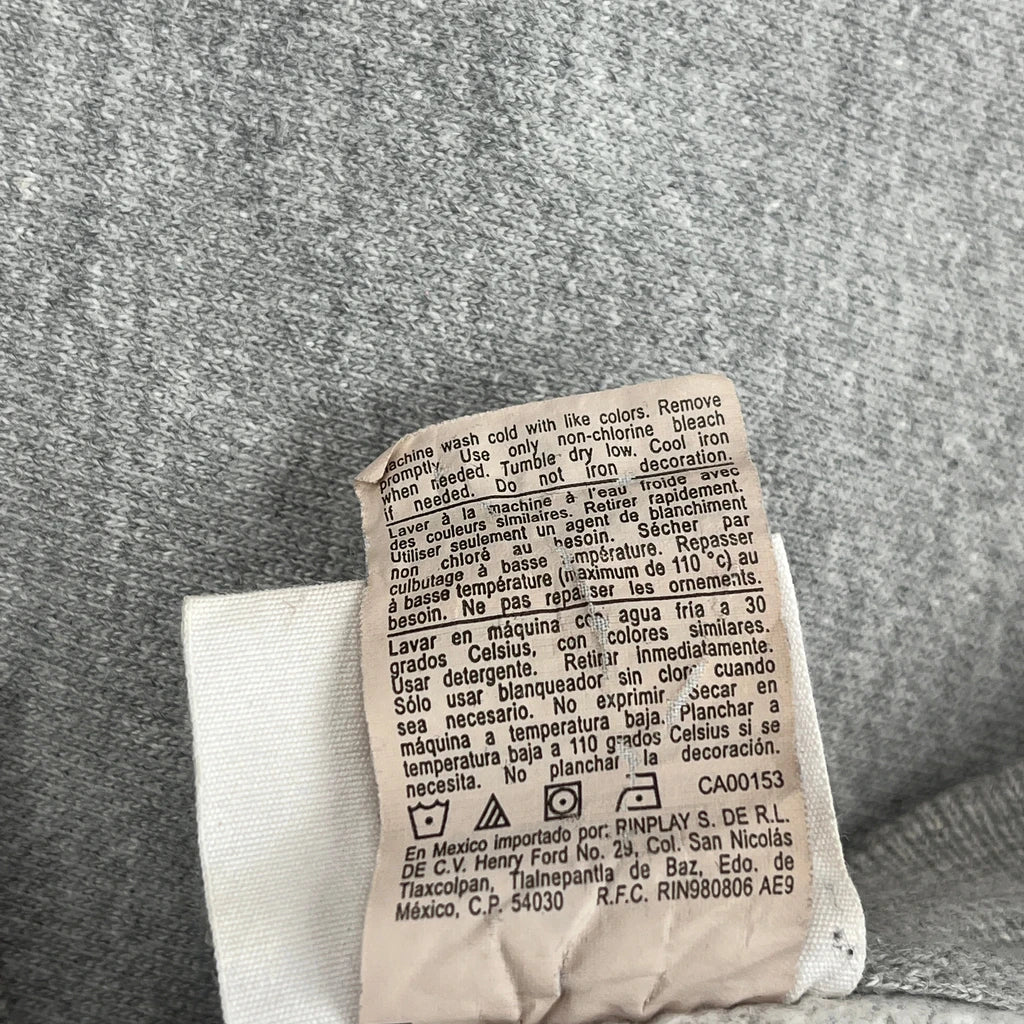 achine wash cold with like colors. Remove
promptly. Use only non-chlorine bleach
when needed. Tumble dry low. Cool iron
if needed. Do not iron decoration.
Laver à la machine à l'eau froide avec
des couleurs similaires. Retirer rapidement.
Utiliser seulement un agent de blanchiment
non chloré au besoin. Sécher par
culbutage à basse température. Repasser
à basse température (maximum de 110 °c) au
besoin. Ne pas repasser les ornements.
Lavar en máquina con agua fría a 30
grados Celsius, con colores similares.
Usar detergente. Retirar inmediatamente.
Sólo usar blanqueador sin cloro cuando
sea necesario. No exprimir. Secar en
máquina a temperatura baja. Planchar a
temperatura baja a 110 grados Celsius si se
necesita. No planchar la decoración.
CA00153
En Mexico importado por: RINPLAY S. DE R.L.
DE C.V. Henry Ford No. 29, Col. San Nicolás
Tlaxcolpan, Tlalnepantla de Baz, Edo. de
México, C.P. 54030 R.F.C. RIN980806 AE9